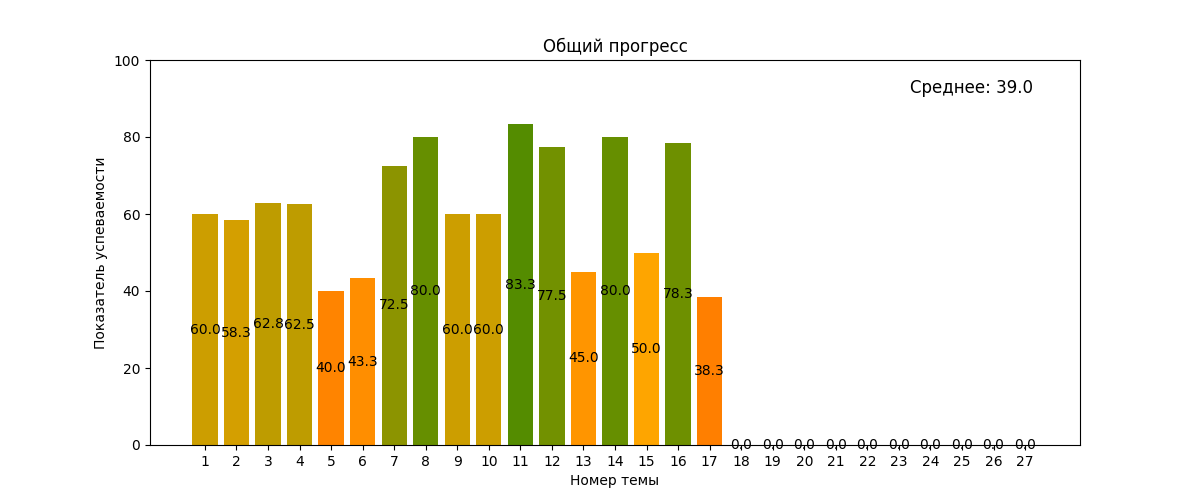 Общий прогресс
Среднее: 39.0
Показатель успеваемости
100
80
60
40
20
0
60.0 58.3 62.8 62.5 40.0 43.3 72.5 80.0 60.0 60.0 83.3 77.5 45.0 80.0 50.0 78.3 38.3 0.0 0.0 0.0 0.0 0.0 0.0 0.0 0.0 0.0 0.0
1 2 3 4 5 6 7 8 9 10 11 12 13 14 15 16 17 18 19 20 21 22 23 24 25 26 27
Номер темы